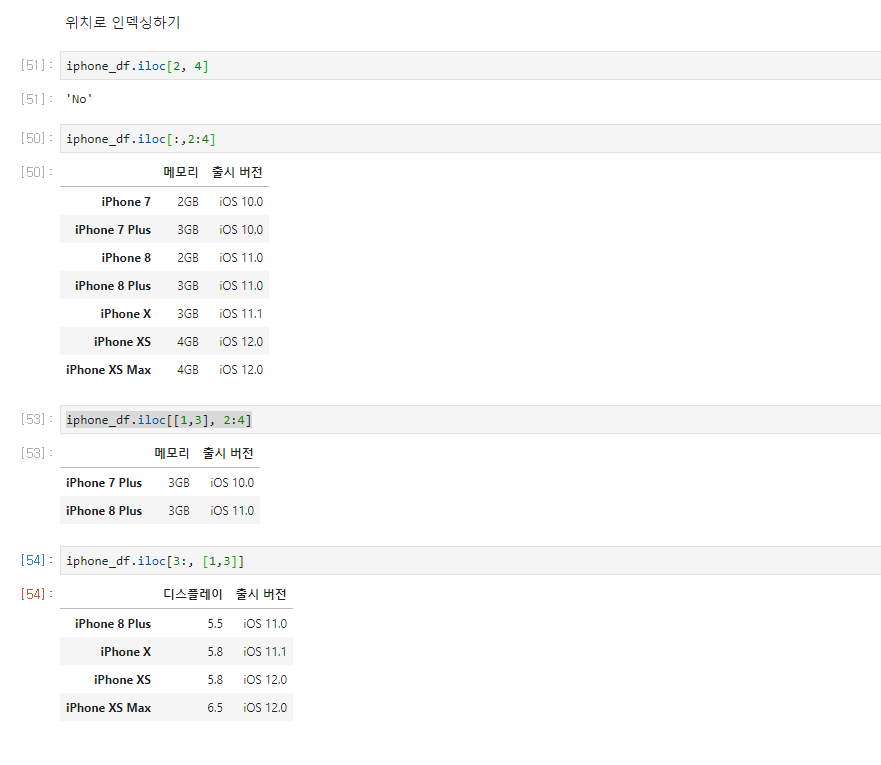 위치로 인덱싱하기
[51]: iphone_df.iloc[2, 4]
[51]: 'No'
[50]: iphone_df.iloc[:,2:4]
[50]: 메모리 출시 버전
iPhone 7 2GB iOS 10.0
iPhone 7 Plus 3GB iOS 10.0
iPhone 8 2GB iOS 11.0
iPhone 8 Plus 3GB iOS 11.0
iPhone X 3GB iOS 11.1
iPhone XS 4GB iOS 12.0
iPhone XS Max 4GB iOS 12.0
[53]: iphone_df.iloc[[1,3], 2:4]
[53]: 메모리 출시 버전
iPhone 7 Plus 3GB iOS 10.0
iPhone 8 Plus 3GB iOS 11.0
[54]: iphone_df.iloc[3:, [1,3]]
[54]: 디스플레이 출시 버전
iPhone 8 Plus 5.5 iOS 11.0
iPhone X 5.8 iOS 11.1
iPhone XS 5.8 iOS 12.0
iPhone XS Max 6.5 iOS 12.0